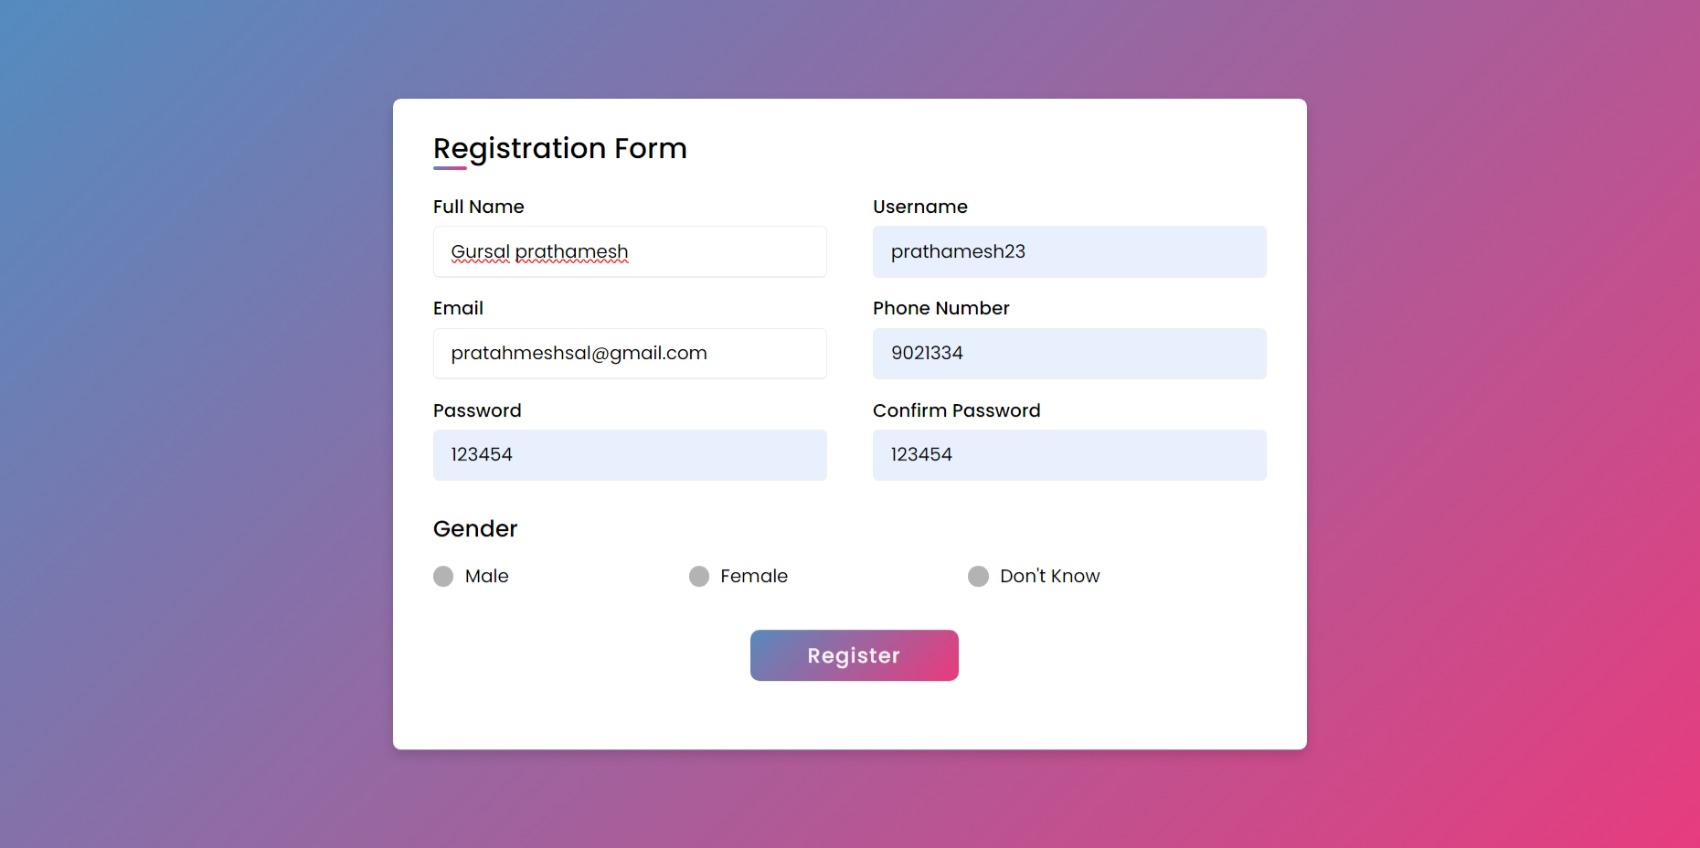 Registration Form
Full Name
Username
Gursal prathamesh
prathamesh23
Email
Phone Number
pratahmeshsal@gmail.com
9021334
Password
Confirm Password
123454
123454
Gender
Male
Female
Don't Know
Register